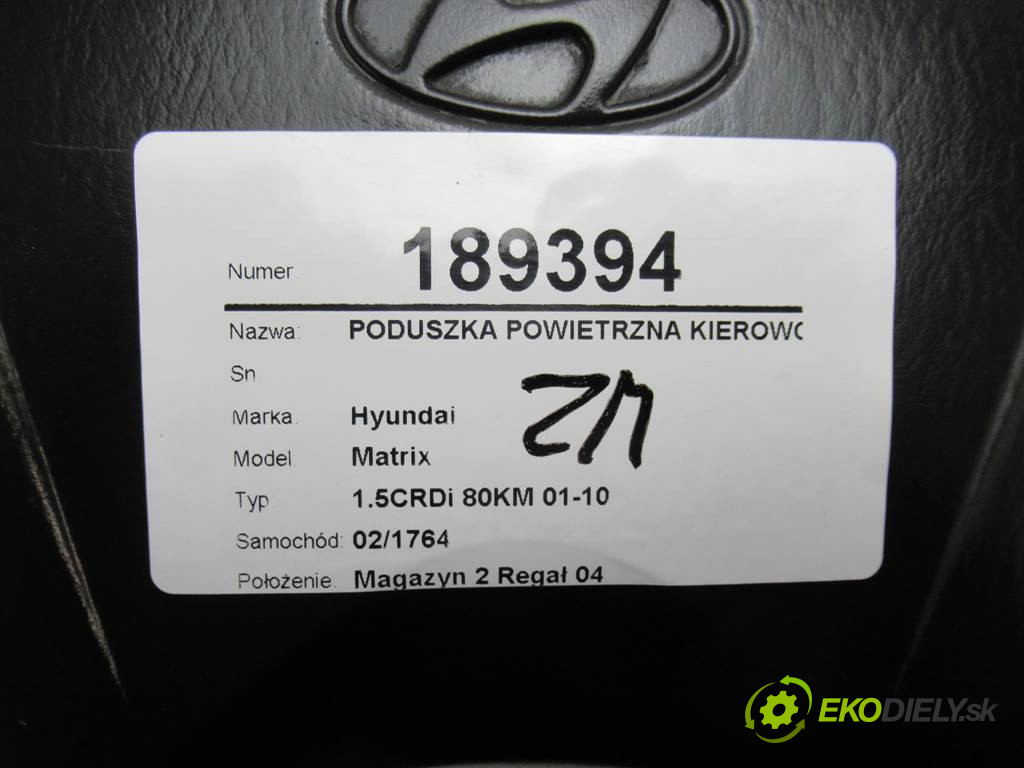 Numer 189394
Nazwa: PODUSZKA POWIETRZNA KIEROWC
Sn
Marka. Hyundai
Model. Matrix
Typ 1.5CRDi 80KM 01-10
Samochód: 02/1764
Położenie. Magazyn 2 Regał 04
EKODIELY.sk